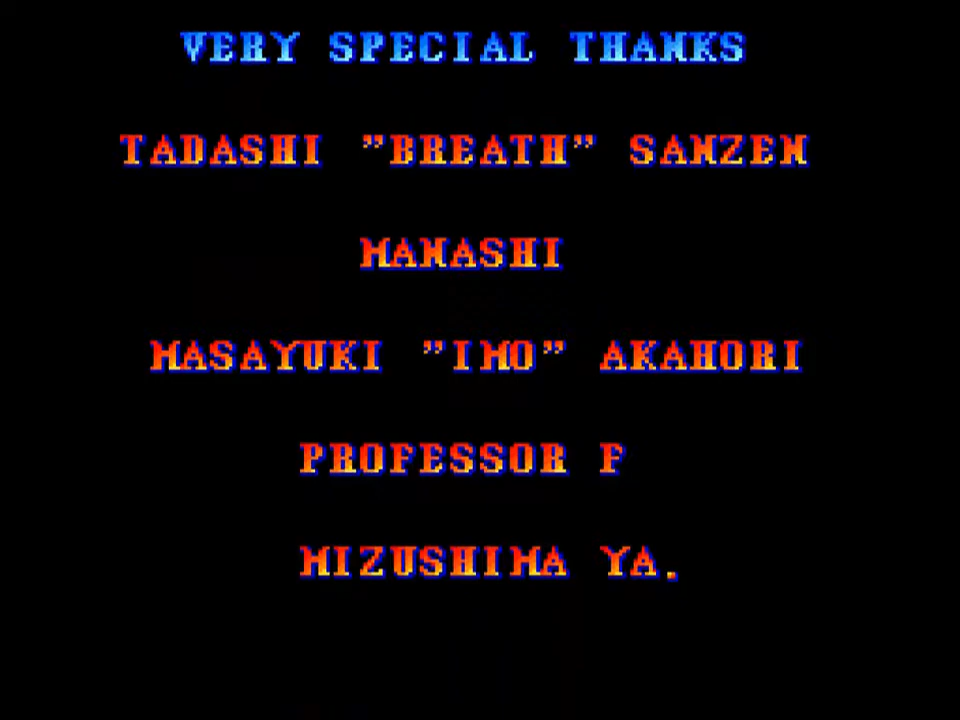 VERY SPECIAL THANKS
TADASHI ”BREATH” SANZEN
MANASHI
MASAYUKI ”IMO” AKAHORI
PROFESSOR F
MIZUSHIMA YA.